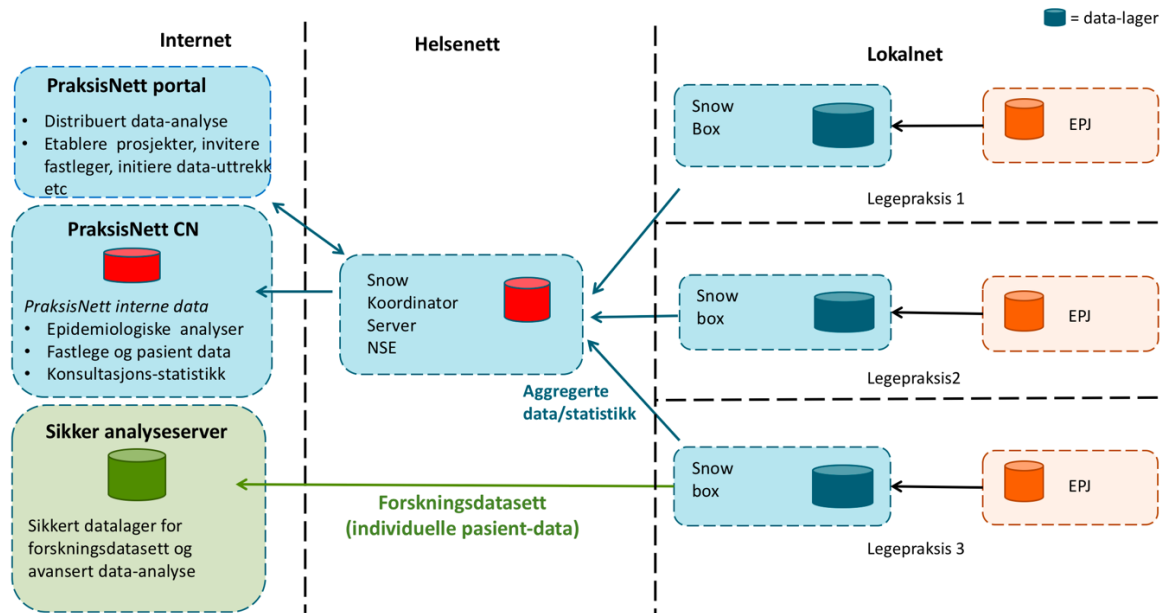 = data-lager
Internet
Helsenett
Lokalnet
PraksisNett portal
• Distribuert data-analyse
• Etablere prosjekter, invitere
fastleger, initiere data-uttrekk
etc
PraksisNett CN
PraksisNett interne data
• Epidemiologiske analyser
• Fastlege og pasient data
• Konsultasjons-statistikk
Sikker analyseserver
Sikkert datalager for
forskningsdatasett og
avansert data-analyse
Snow
Koordinator
Server
NSE
Aggregerte
data/statistikk
Forskningsdatasett
(individuelle pasient-data)
Snow
Box
EPJ
Legepraksis 1
Snow
box
EPJ
Legepraksis2
Snow
box
EPJ
Legepraksis 3